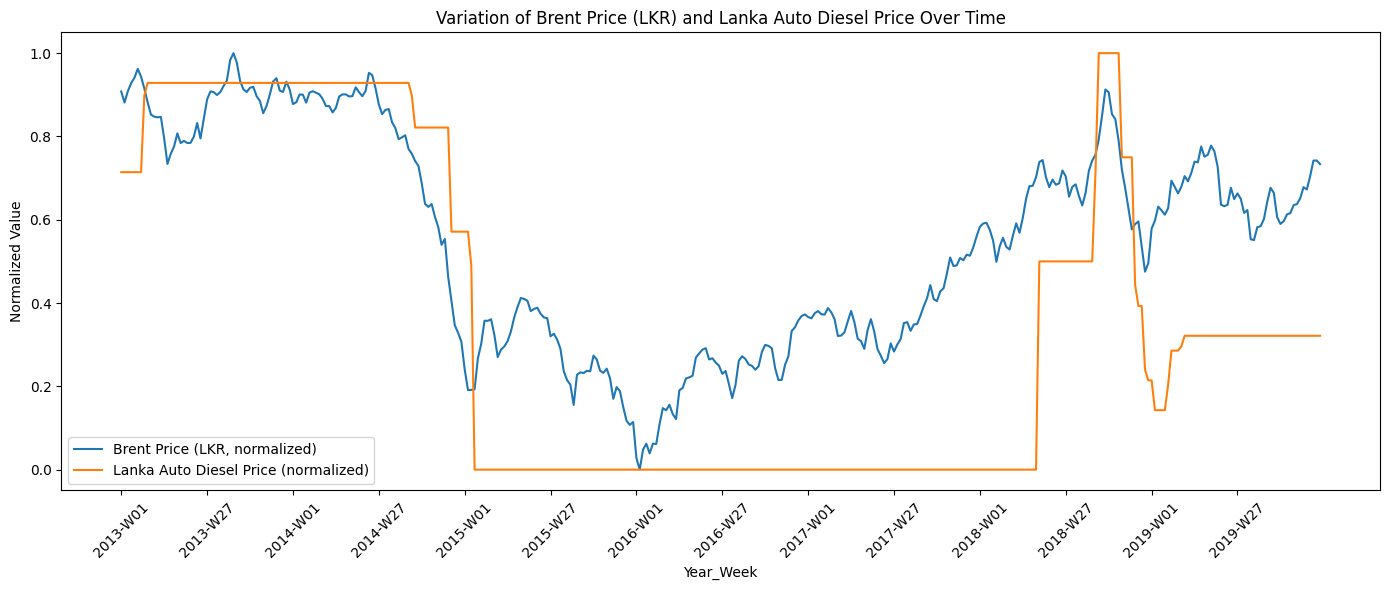 Variation of Brent Price (LKR) and Lanka Auto Diesel Price Over Time
Normalized Value
1.0
0.8
0.6
0.4
0.2
0.0
Brent Price (LKR, normalized)
Lanka Auto Diesel Price (normalized)
2013-W01
2013-W27
2014-W01
2014-W27
2015-W01
2015-W27
2016-W01
2016-W27
2017-W01
2017-W27
2018-W01
2018-W27
2019-W01
2019-W27
Year_Week